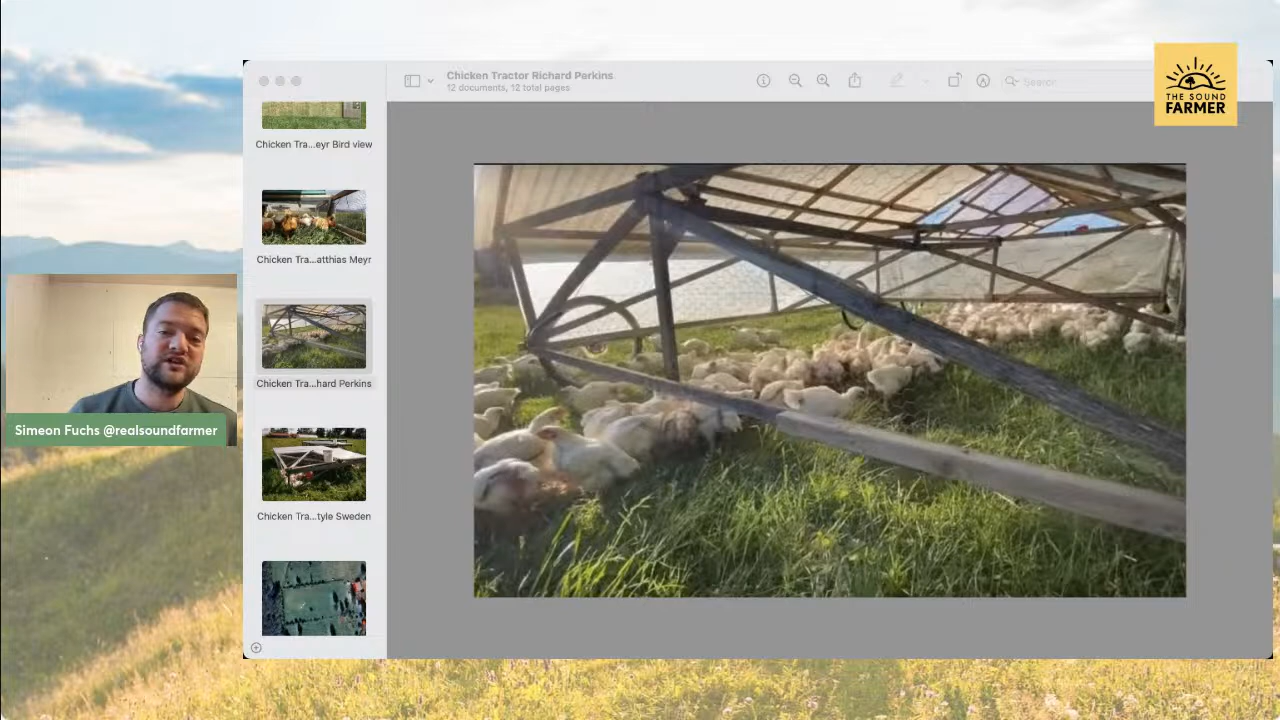 Chicken Tractor Richard Perkins
12 documents, 12 total pages
Search
THE SOUND
FARMER
Chicken Tra...eyr Bird view
Chicken Tra...atthias Meyr
Chicken Tra...hard Perkins
Chicken Tra...tyle Sweden
Simeon Fuchs @realsoundfarmer